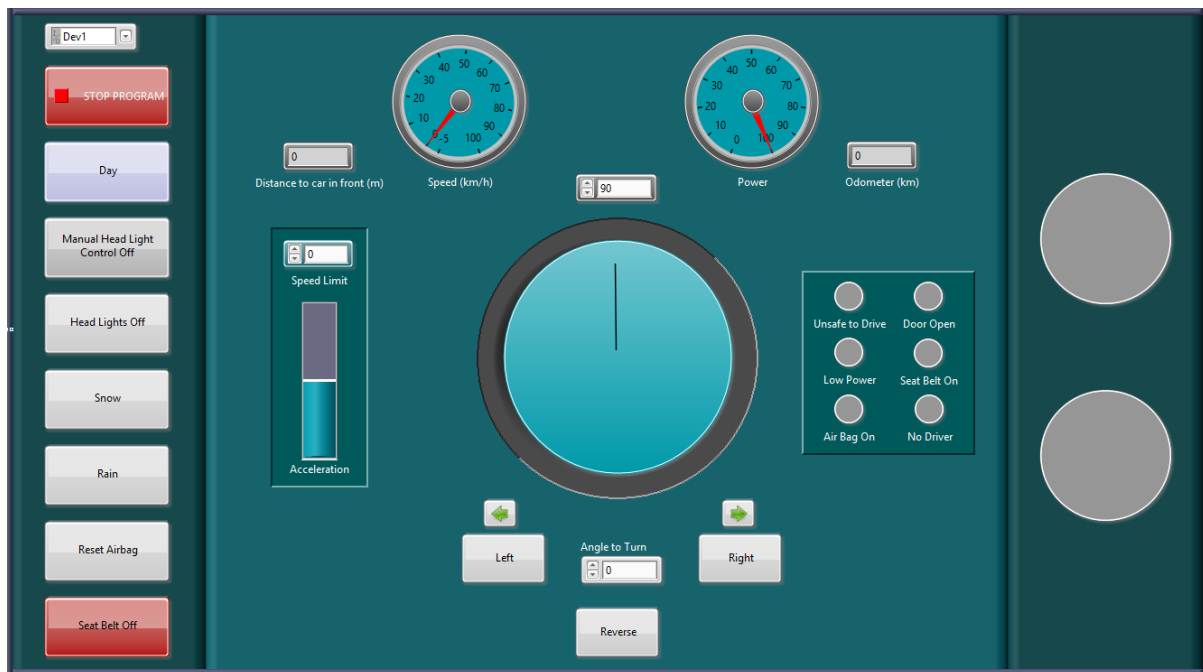 Dev1
STOP PROGRAM
Day
Manual Head Light
Control Off
Head Lights Off
Snow
Rain
Reset Airbag
Seat Belt Off
0
Distance to car in front (m)
-5 0 10 20 30 40 50 60 70 80 90 100
Speed (km/h)
0 10 20 30 40 50 60 70 80 90 100
Power
0
Odometer (km)
90
0
Speed Limit
Acceleration
Unsafe to Drive
Door Open
Low Power
Seat Belt On
Air Bag On
No Driver
Left
Angle to Turn
0
Right
Reverse